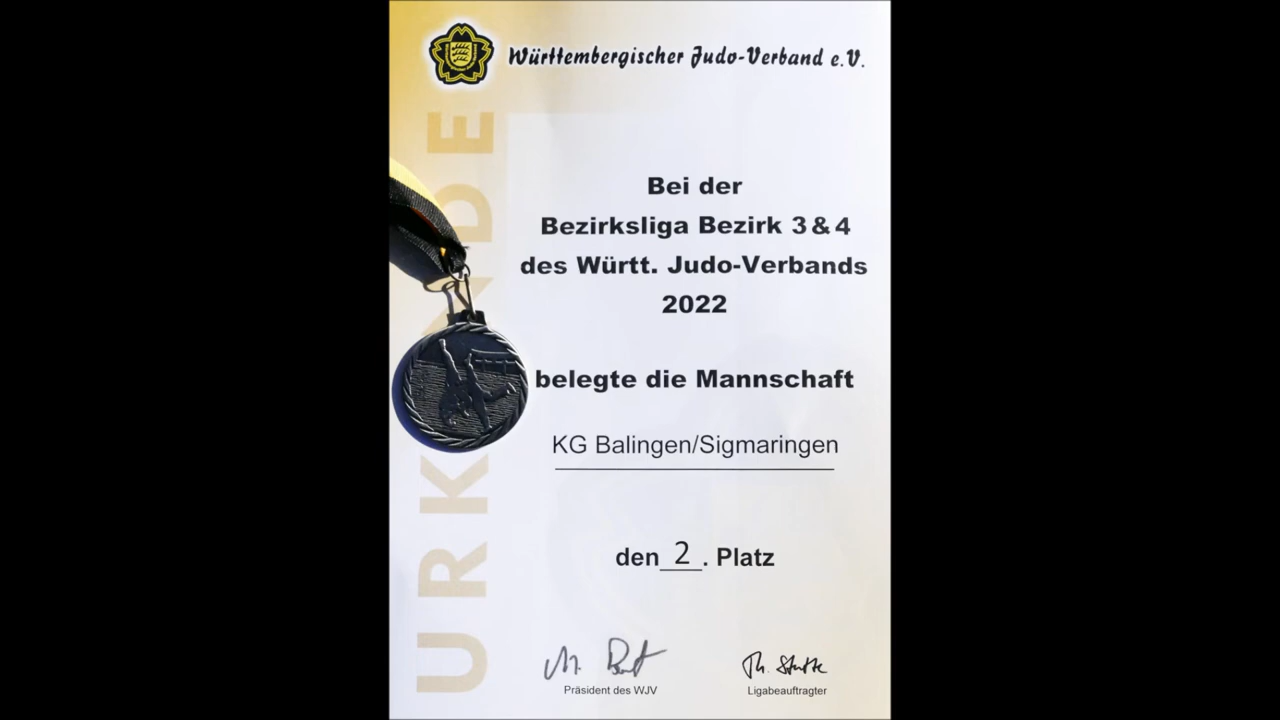 Württembergischer Judo-Verband e.V.
Bei der
Bezirksliga Bezirk 3 & 4
des Württ. Judo-Verbands
2022
belegte die Mannschaft
KG Balingen/Sigmaringen
den 2. Platz
Präsident des WJV
Ligabeauftragter